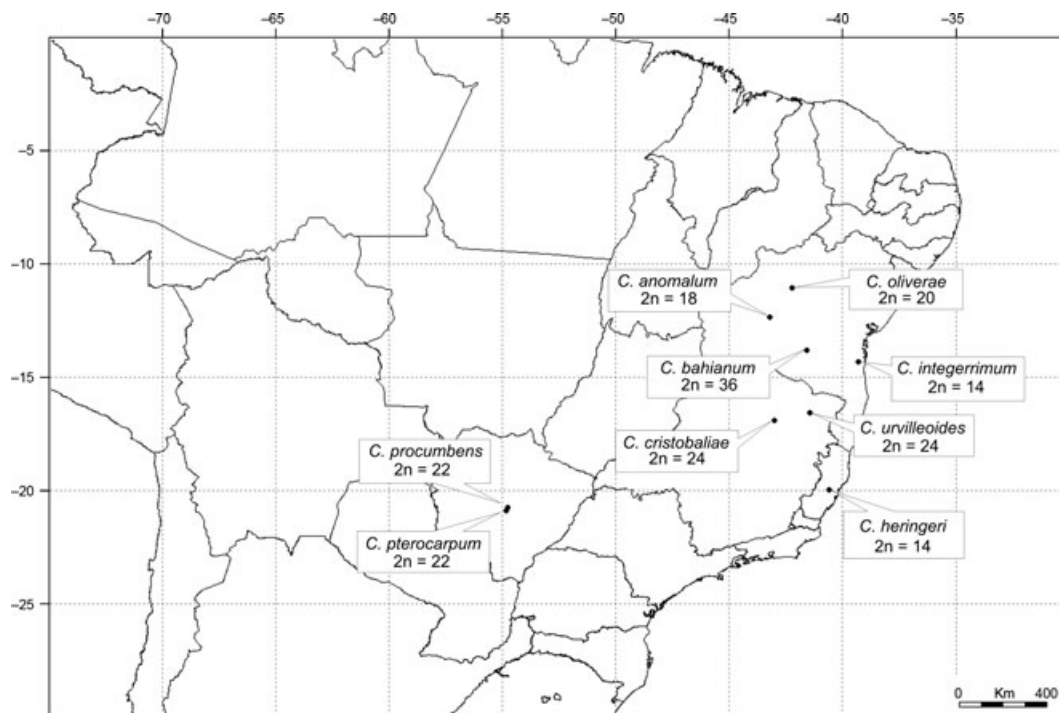 −70 −65 −60 −55 −50 −45 −40 −35
−5
−10
C. anomalum
2n = 18
C. oliverae
2n = 20
−15
C. bahianum
2n = 36
C. integerrimum
2n = 14
C. cristobaliae
2n = 24
C. urvilleoides
2n = 24
C. procumbens
2n = 22
−20
C. pterocarpum
2n = 22
C. heringeri
2n = 14
−25
0 Km 400